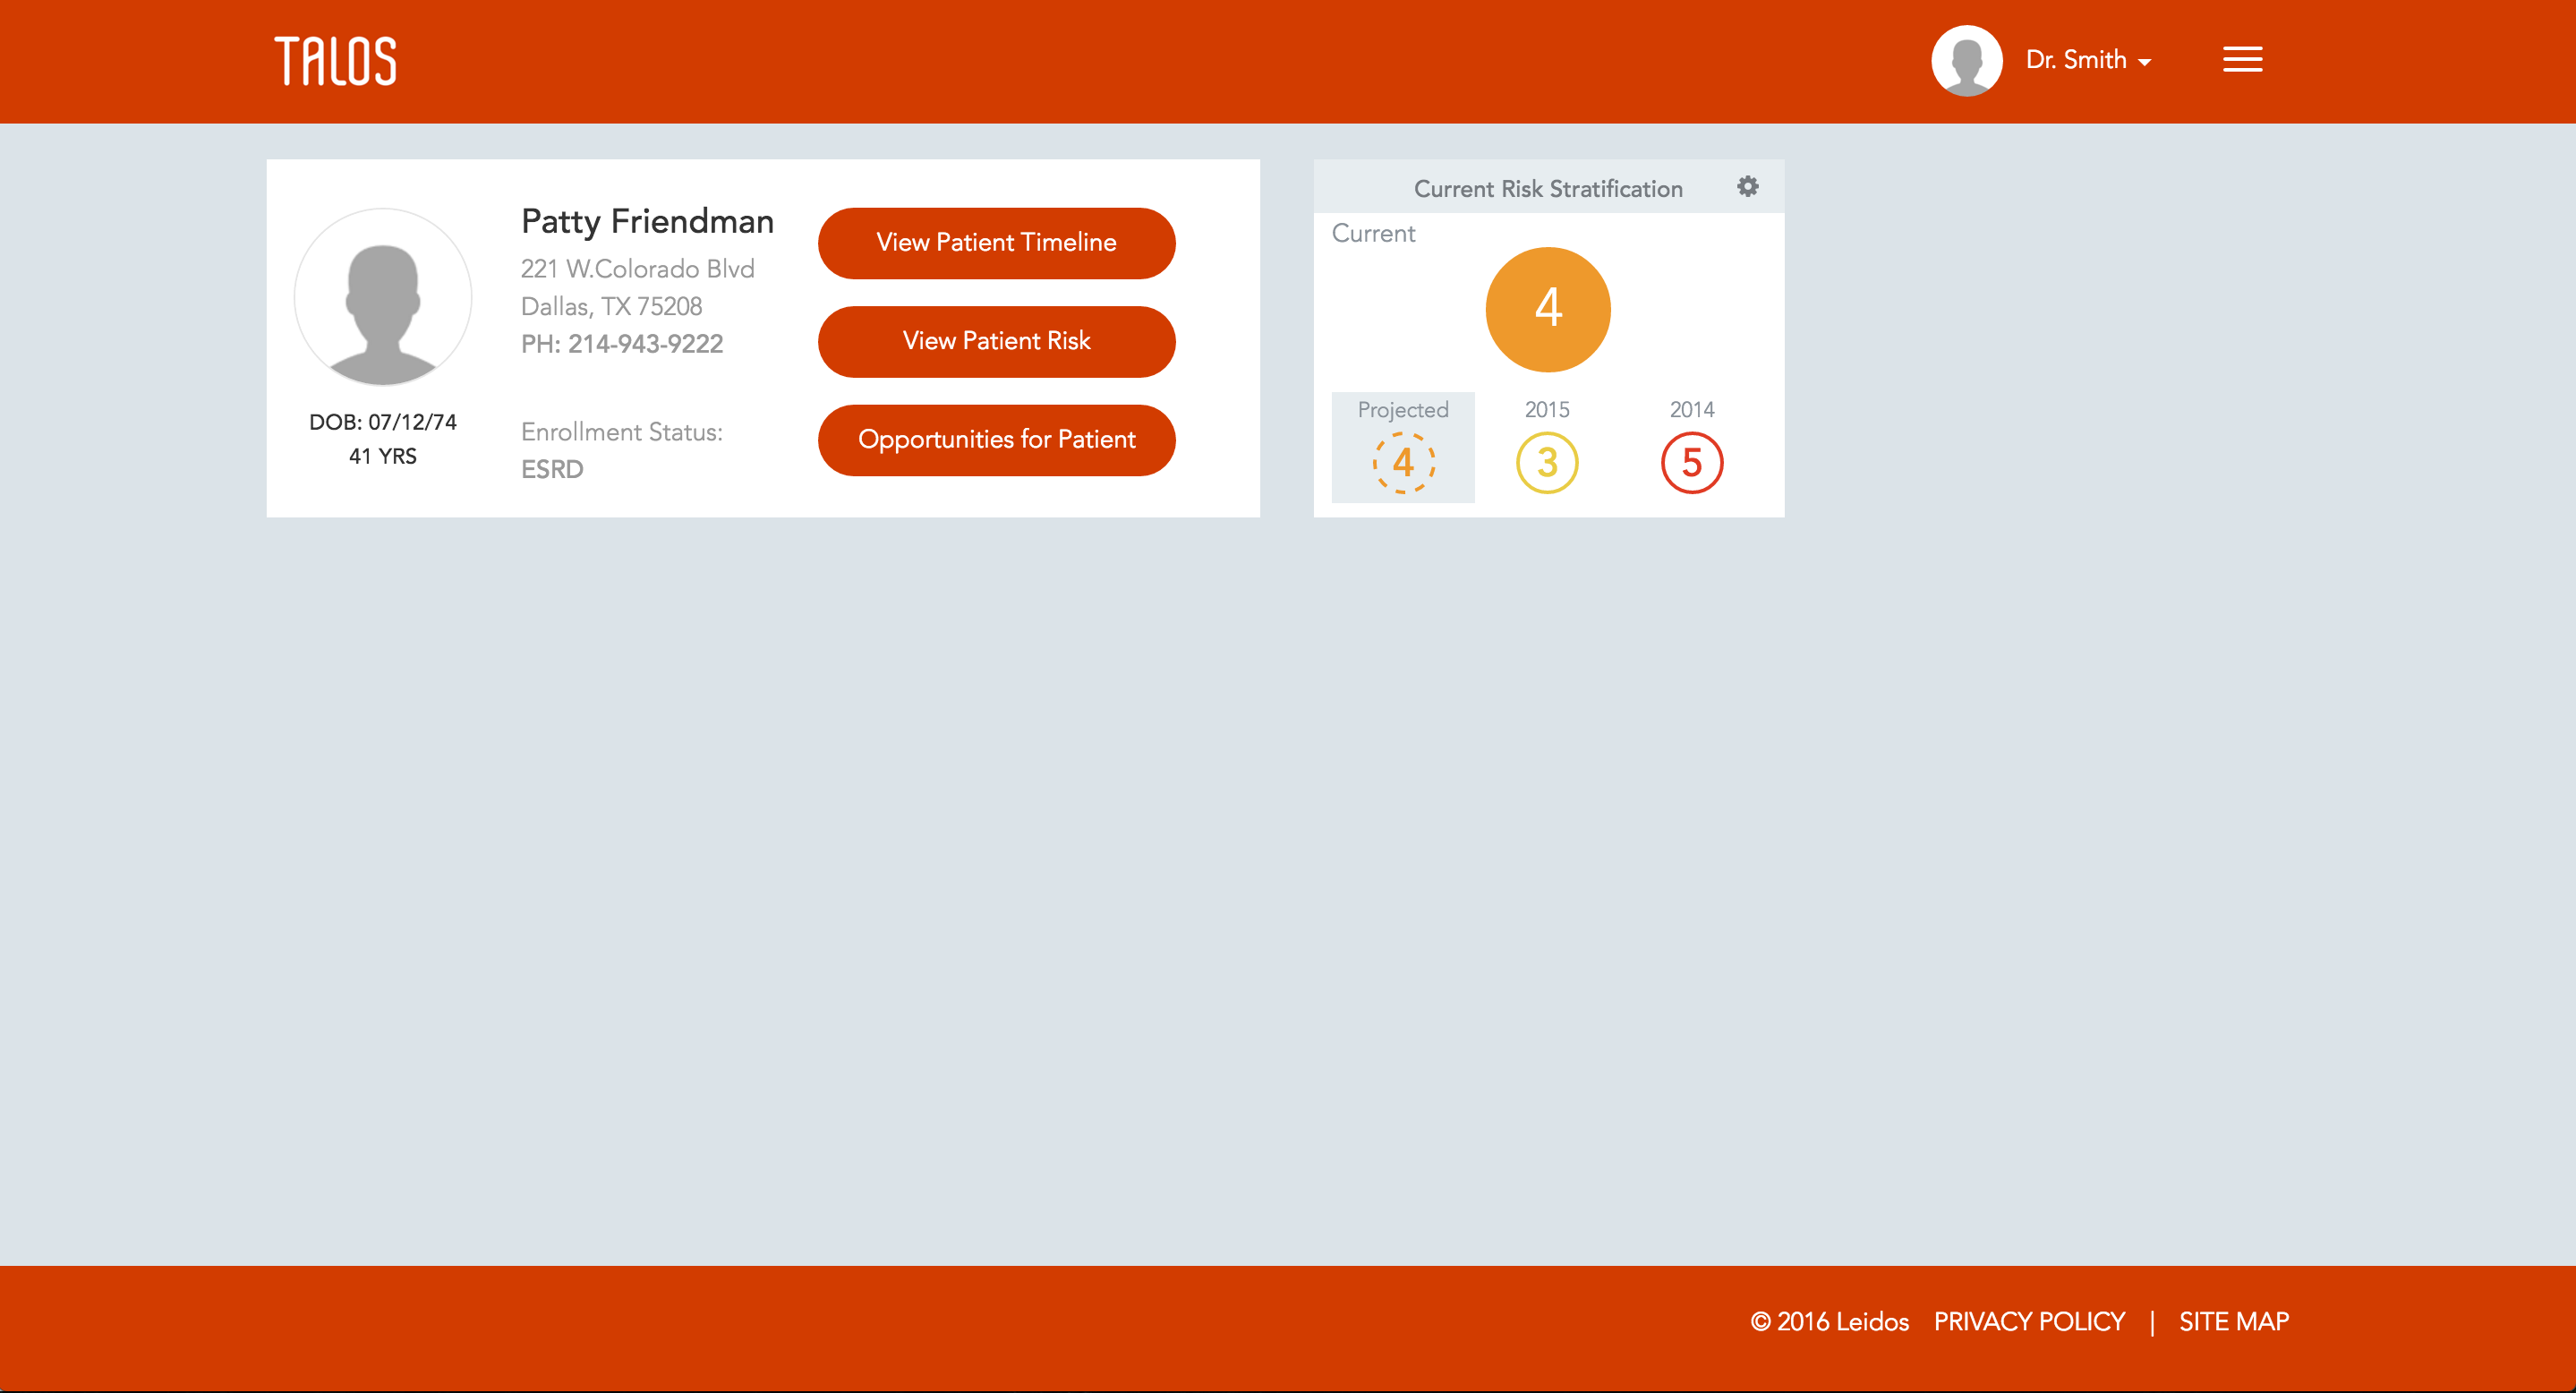 TALOS
Dr. Smith
Patty Friendman
221 W.Colorado Blvd
Dallas, TX 75208
PH: 214-943-9222
DOB: 07/12/74
41 YRS
Enrollment Status:
ESRD
View Patient Timeline
View Patient Risk
Opportunities for Patient
Current Risk Stratification
Current
4
Projected 2015 2014
4 3 5
© 2016 Leidos PRIVACY POLICY | SITE MAP